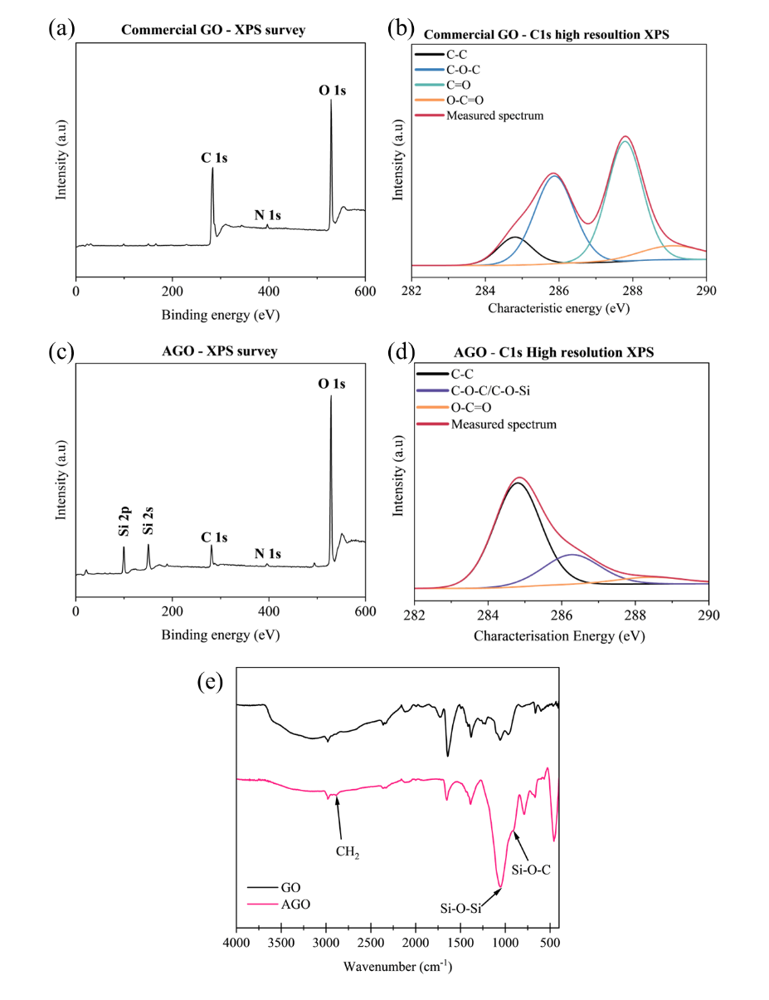 (a)
Commercial GO - XPS survey
O 1s
C 1s
N 1s
Intensity (a.u)
0 200 400 600
Binding energy (eV)
(b)
Commercial GO - C1s high resoultion XPS
C-C
C-O-C
C=O
O-C=O
Measured spectrum
Intensity (a.u)
282 284 286 288 290
Characteristic energy (eV)
(c)
AGO - XPS survey
O 1s
Si 2p
Si 2s
C 1s
N 1s
Intensity (a.u)
0 200 400 600
Binding energy (eV)
(d)
AGO - C1s High resolution XPS
C-C
C-O-C/C-O-Si
O-C=O
Measured spectrum
Intensity (a.u)
282 284 286 288 290
Characterisation Energy (eV)
(e)
CH2
Si-O-C
Si-O-Si
GO
AGO
4000 3500 3000 2500 2000 1500 1000 500
Wavenumber (cm-1)